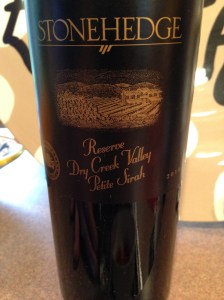 STONEHEDGE
Reserve
Dry Creek Valley
Petite Sirah